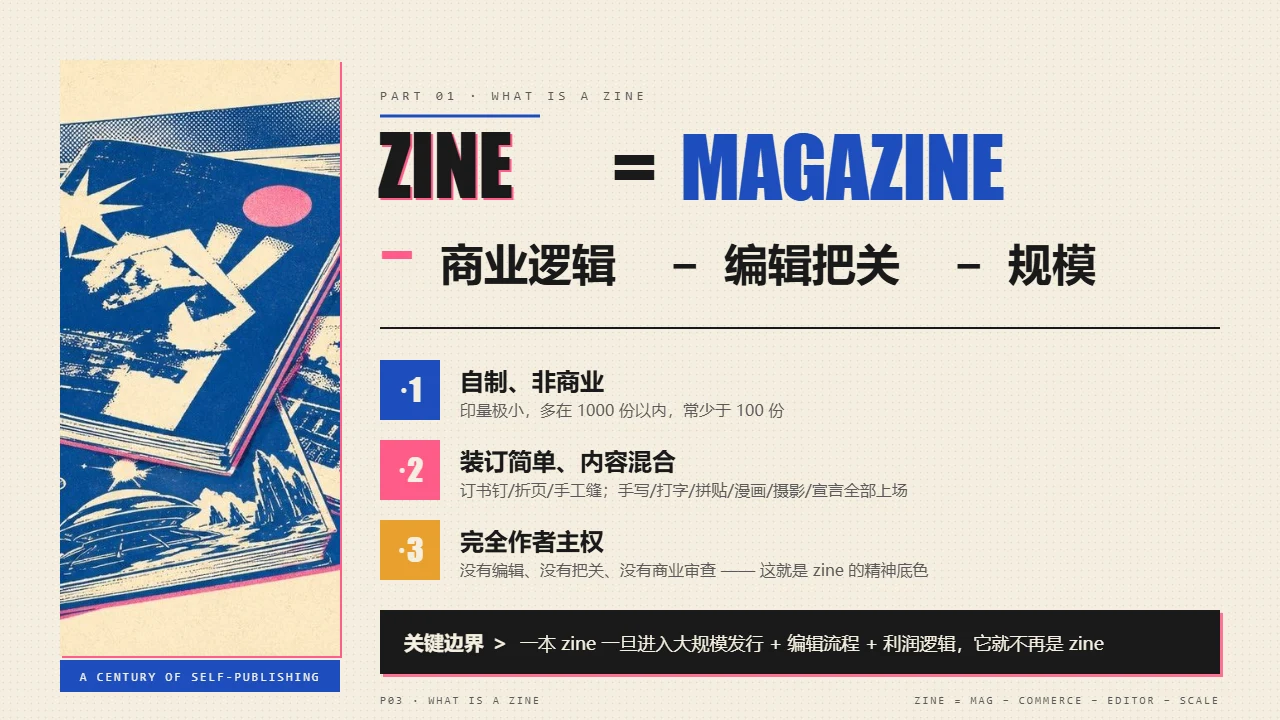 PART 01 · WHAT IS A ZINE
ZINE = MAGAZINE
− 商业逻辑 − 编辑把关 − 规模
·1 自制、非商业
印量极小，多在 1000 份以内，常少于 100 份
·2 装订简单、内容混合
订书钉/折页/手工缝；手写/打字/拼贴/漫画/摄影/宣言全部上场
·3 完全作者主权
没有编辑、没有把关、没有商业审查 —— 这就是 zine 的精神底色
关键边界 > 一本 zine 一旦进入大规模发行 + 编辑流程 + 利润逻辑，它就不再是 zine
A CENTURY OF SELF-PUBLISHING
P03 · WHAT IS A ZINE
ZINE = MAG − COMMERCE − EDITOR − SCALE